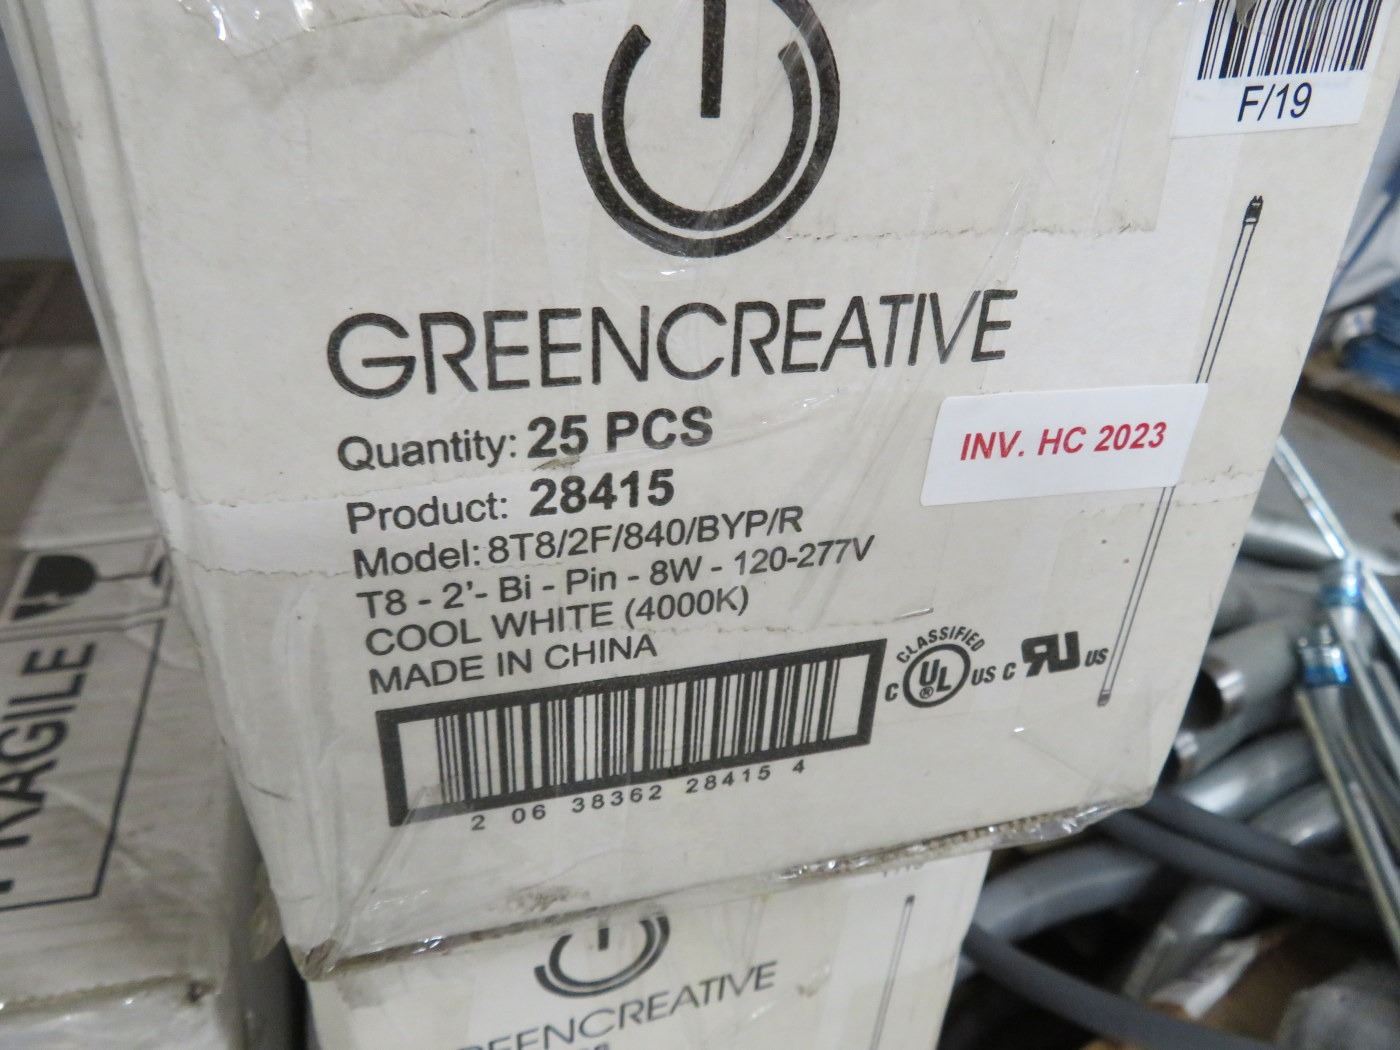 F/19
GREENCREATIVE
Quantity: 25 PCS
INV. HC 2023
Product: 28415
Model: 8T8/2F/840/BYP/R
T8 - 2'- Bi - Pin - 8W - 120-277V
COOL WHITE (4000K)
MADE IN CHINA
CLASSIFIED
C UL ® US C RU US
2 06 38362 28415 4
FRAGILE
GREENCREATIVE